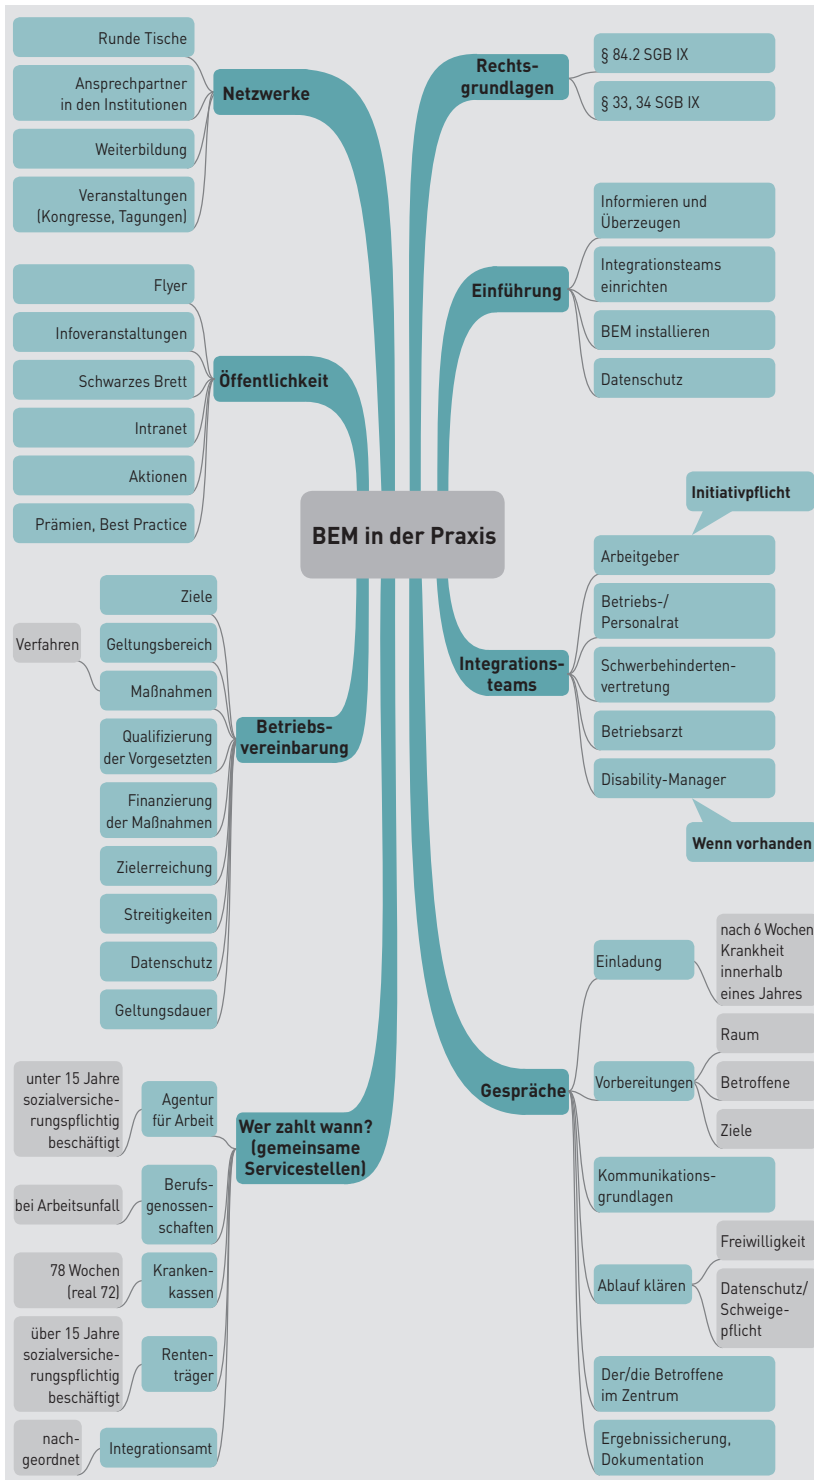 BEM in der Praxis
Netzwerke
Runde Tische
Ansprechpartner
in den Institutionen
Weiterbildung
Veranstaltungen
(Kongresse, Tagungen)
Öffentlichkeit
Flyer
Infoveranstaltungen
Schwarzes Brett
Intranet
Aktionen
Prämien, Best Practice
Betriebs-
vereinbarung
Ziele
Geltungsbereich
Maßnahmen
Verfahren
Qualifizierung
der Vorgesetzten
Finanzierung
der Maßnahmen
Zielerreichung
Streitigkeiten
Datenschutz
Geltungsdauer
Wer zahlt wann?
(gemeinsame
Servicestellen)
Agentur
für Arbeit
unter 15 Jahre
sozialversiche-
rungspflichtig
beschäftigt
Berufs-
genossen-
schaften
bei Arbeitsunfall
Kranken-
kassen
78 Wochen
(real 72)
Renten-
träger
über 15 Jahre
sozialversiche-
rungspflichtig
beschäftigt
Integrationsamt
nach-
geordnet
Rechts-
grundlagen
§ 84.2 SGB IX
§ 33, 34 SGB IX
Einführung
Informieren und
Überzeugen
Integrationsteams
einrichten
BEM installieren
Datenschutz
Integrations-
teams
Initiativpflicht
Arbeitgeber
Betriebs-/
Personalrat
Schwerbehinderten-
vertretung
Betriebsarzt
Disability-Manager
Wenn vorhanden
Gespräche
Einladung
nach 6 Wochen
Krankheit
innerhalb
eines Jahres
Vorbereitungen
Raum
Betroffene
Ziele
Kommunikations-
grundlagen
Ablauf klären
Freiwilligkeit
Datenschutz/
Schweige-
pflicht
Der/die Betroffene
im Zentrum
Ergebnissicherung,
Dokumentation